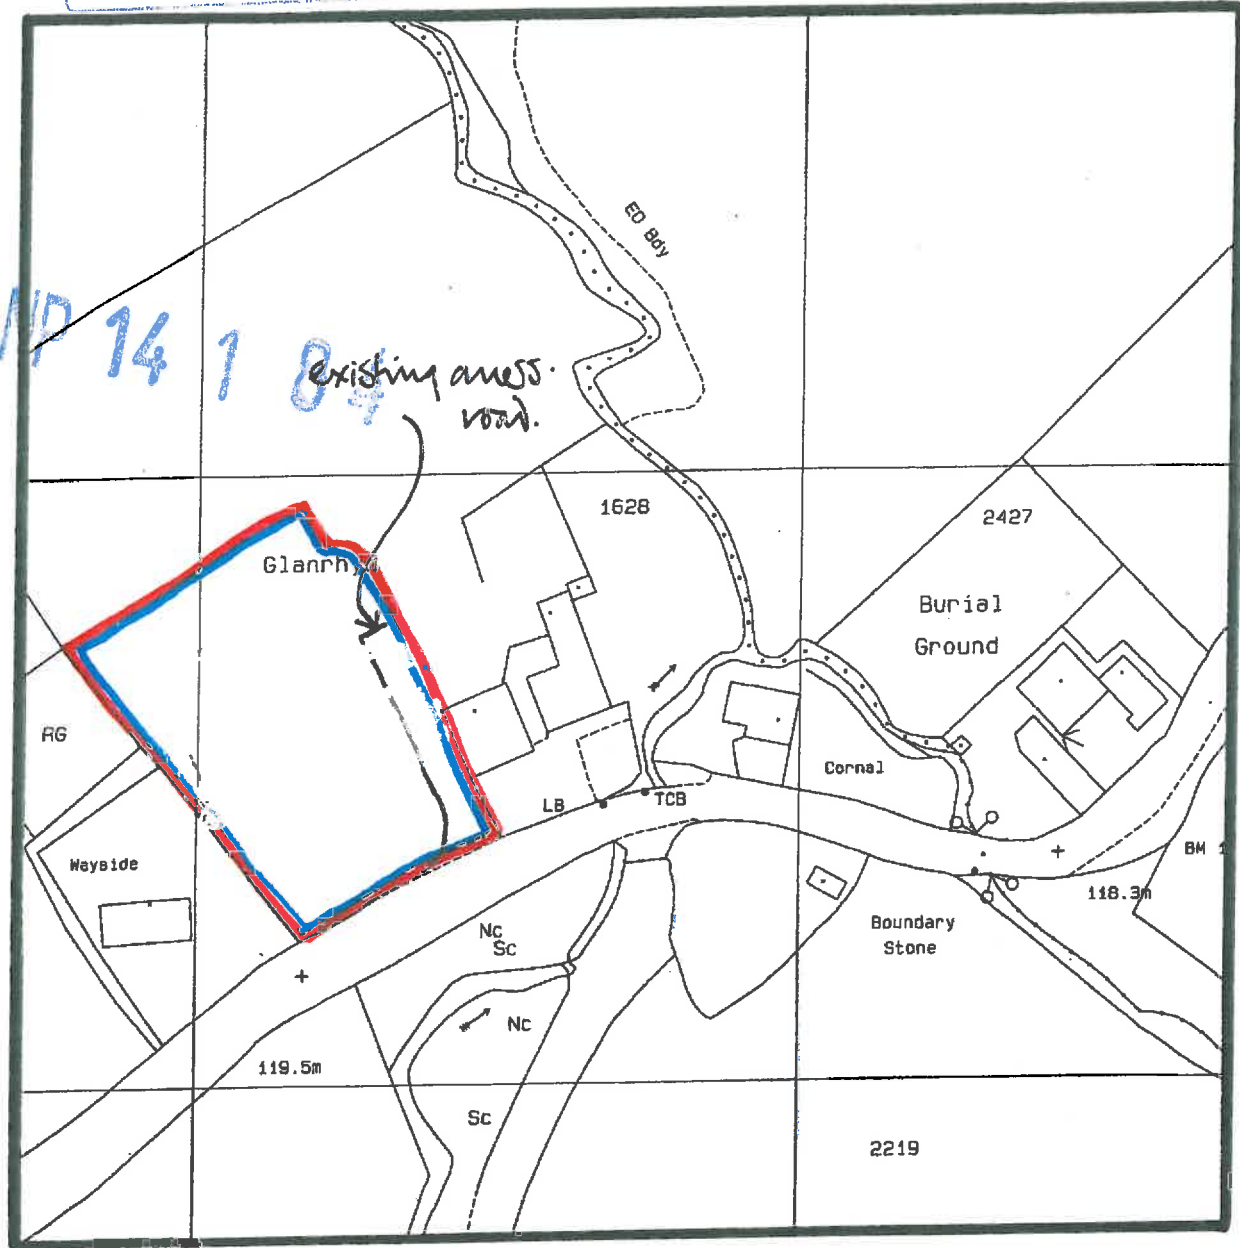 ED Bdy
NP 14 1 84
existing access.
road.
1628
2427
Burial
Ground
RG
Cornal
LB
TCB
Wayside
BM 1
118.3m
Boundary
Stone
Nc
Sc
Nc
119.5m
Sc
2219